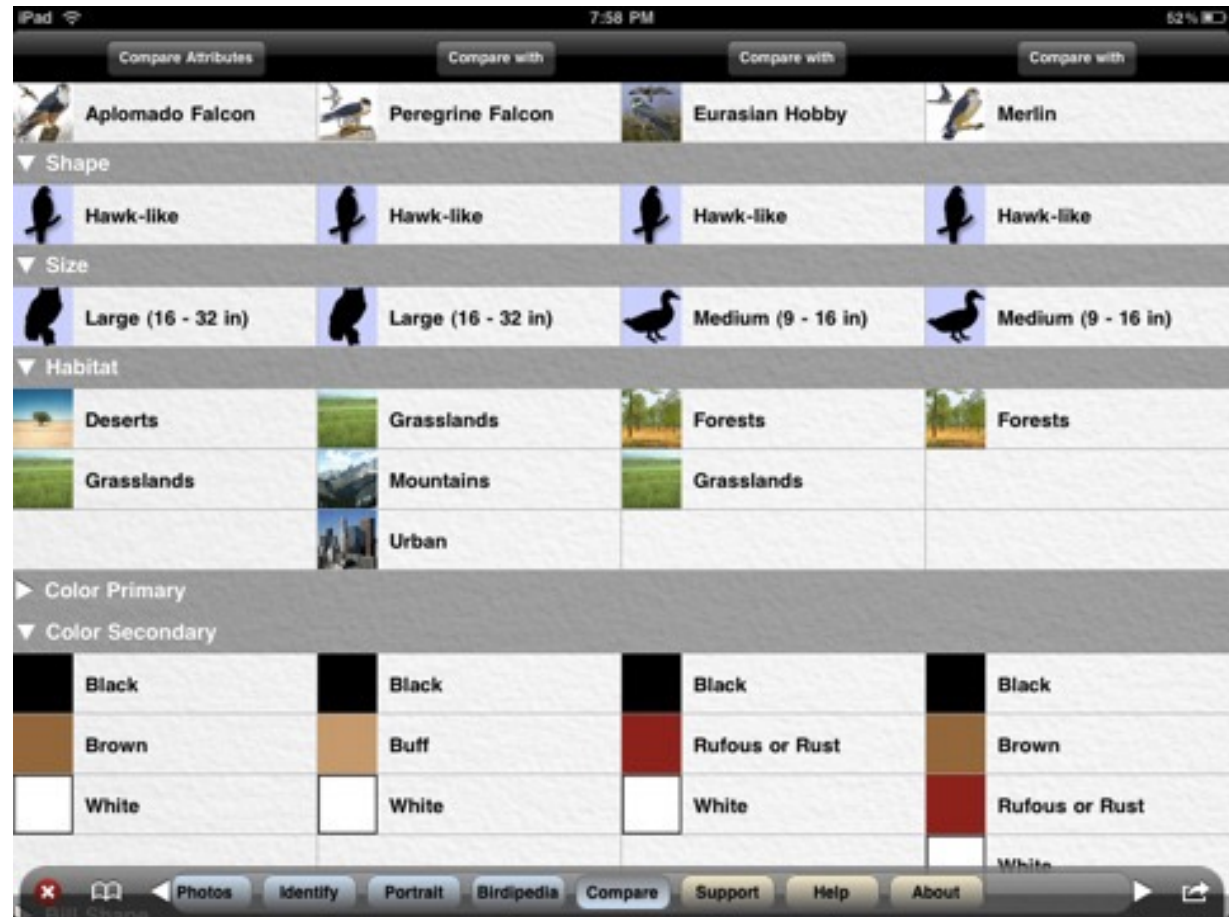 iPad 7:58 PM 52%
Compare Attributes Compare with Compare with Compare with
Aplomado Falcon Peregrine Falcon Eurasian Hobby Merlin
Shape
Hawk-like Hawk-like Hawk-like Hawk-like
Size
Large (16 - 32 in) Large (16 - 32 in) Medium (9 - 16 in) Medium (9 - 16 in)
Habitat
Deserts Grasslands Forests Forests
Grasslands Mountains Grasslands
Urban
Color Primary
Color Secondary
Black Black Black Black
Brown Buff Rufous or Rust Brown
White White White Rufous or Rust
White
Photos Identify Portrait Birdipedia Compare Support Help About
Bill Shape